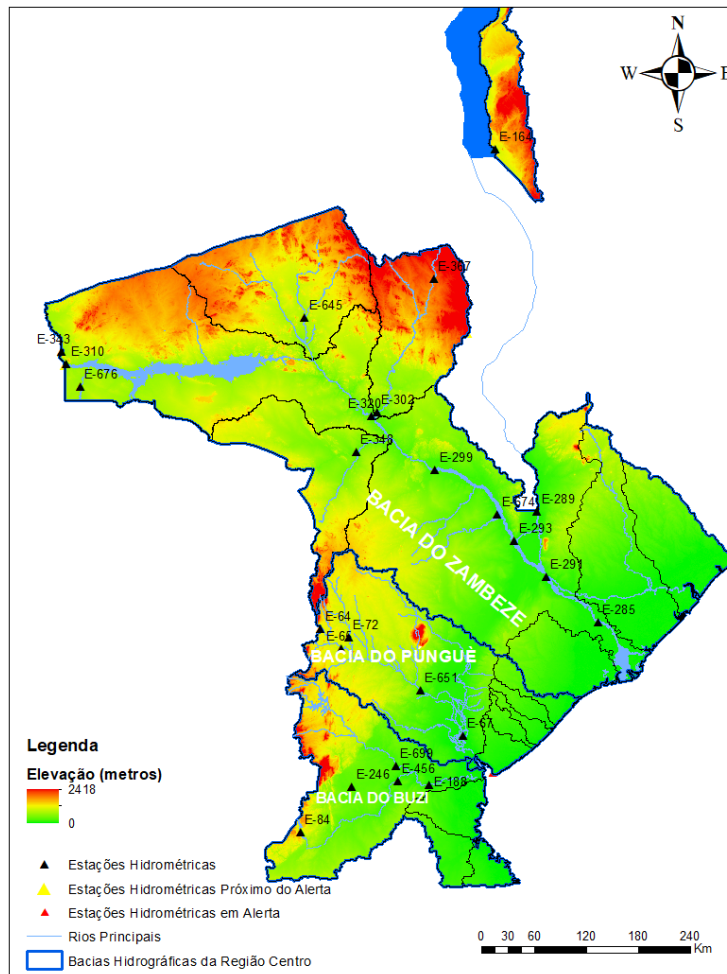 N
W
E
S
E-164
E-367
E-645
E-343
E-310
E-676
E-320
E-302
E-348
E-299
E-674
E-289
E-293
E-291
E-285
BACIA DO ZAMBEZE
E-64
E-72
BACIA DO PUNGUÈ
E-651
E-67
E-699
E-456
E-246
E-188
BACIA DO BUZI
E-84
Legenda
Elevação (metros)
2418
0
Estações Hidrométricas
Estações Hidrométricas Próximo do Alerta
Estações Hidrométricas em Alerta
Rios Principais
Bacias Hidrográficas da Região Centro
0 30 60 120 180 240
Km